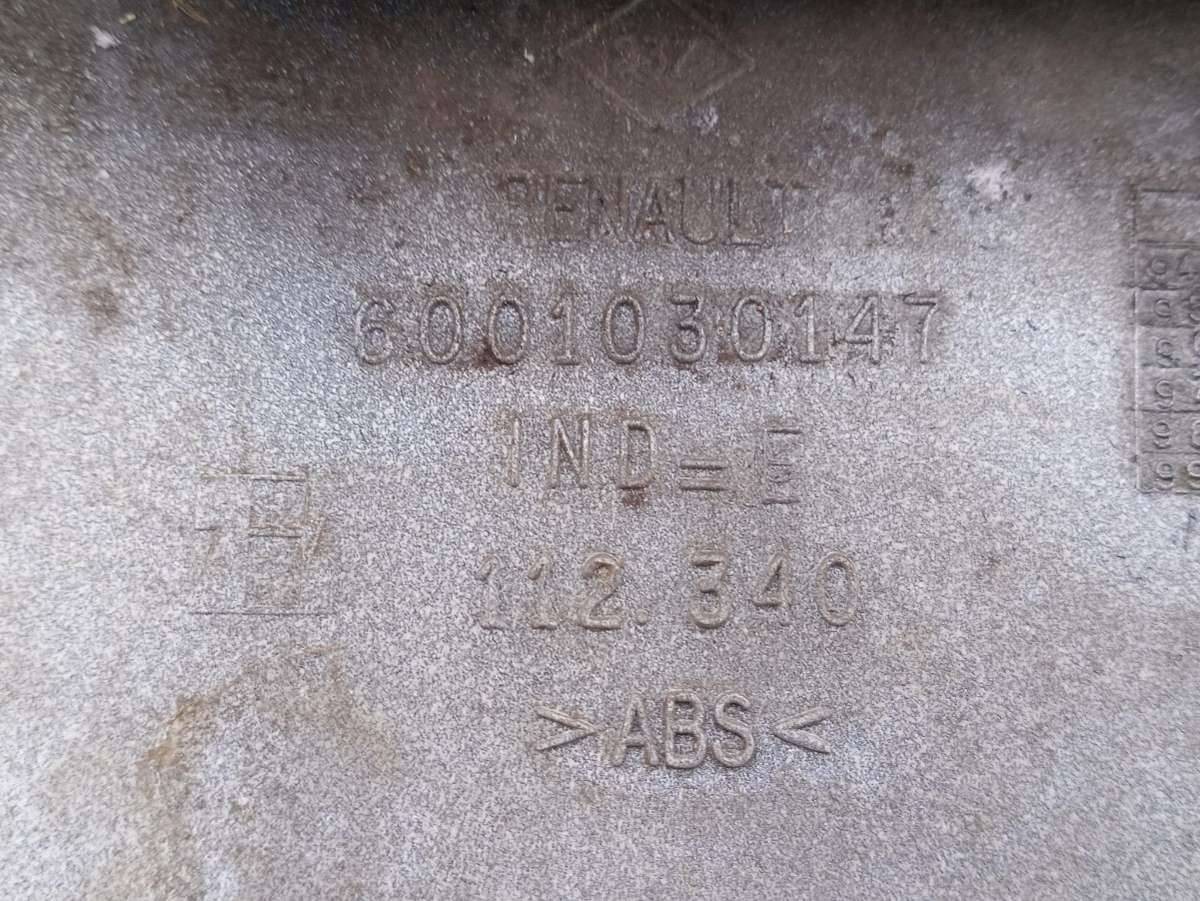 RENAULT
6001030147
IND=
112.340
>ABS<